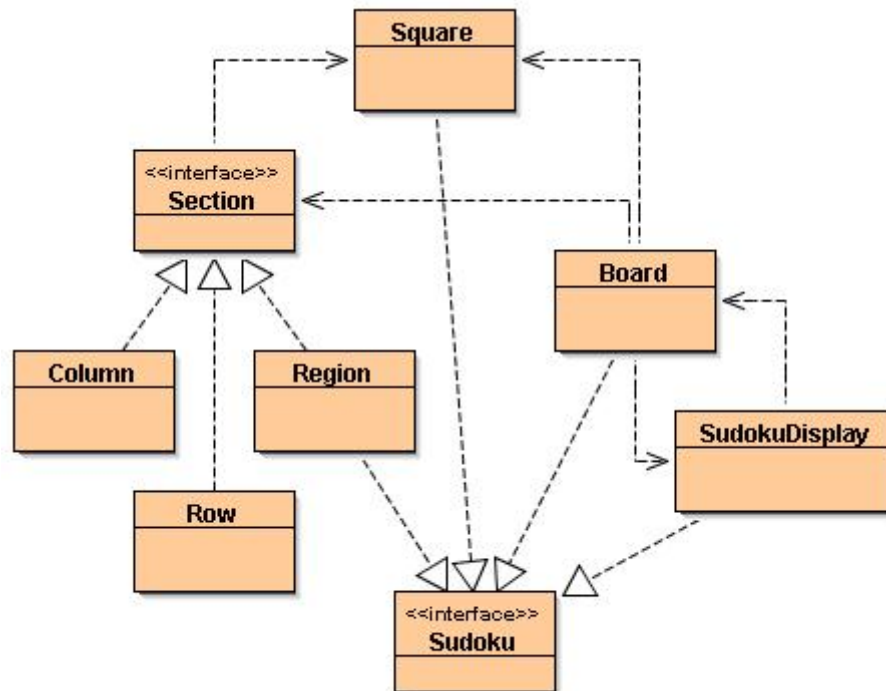 Square
<<interface>>
Section
Board
Column
Region
SudokuDisplay
Row
<<interface>>
Sudoku